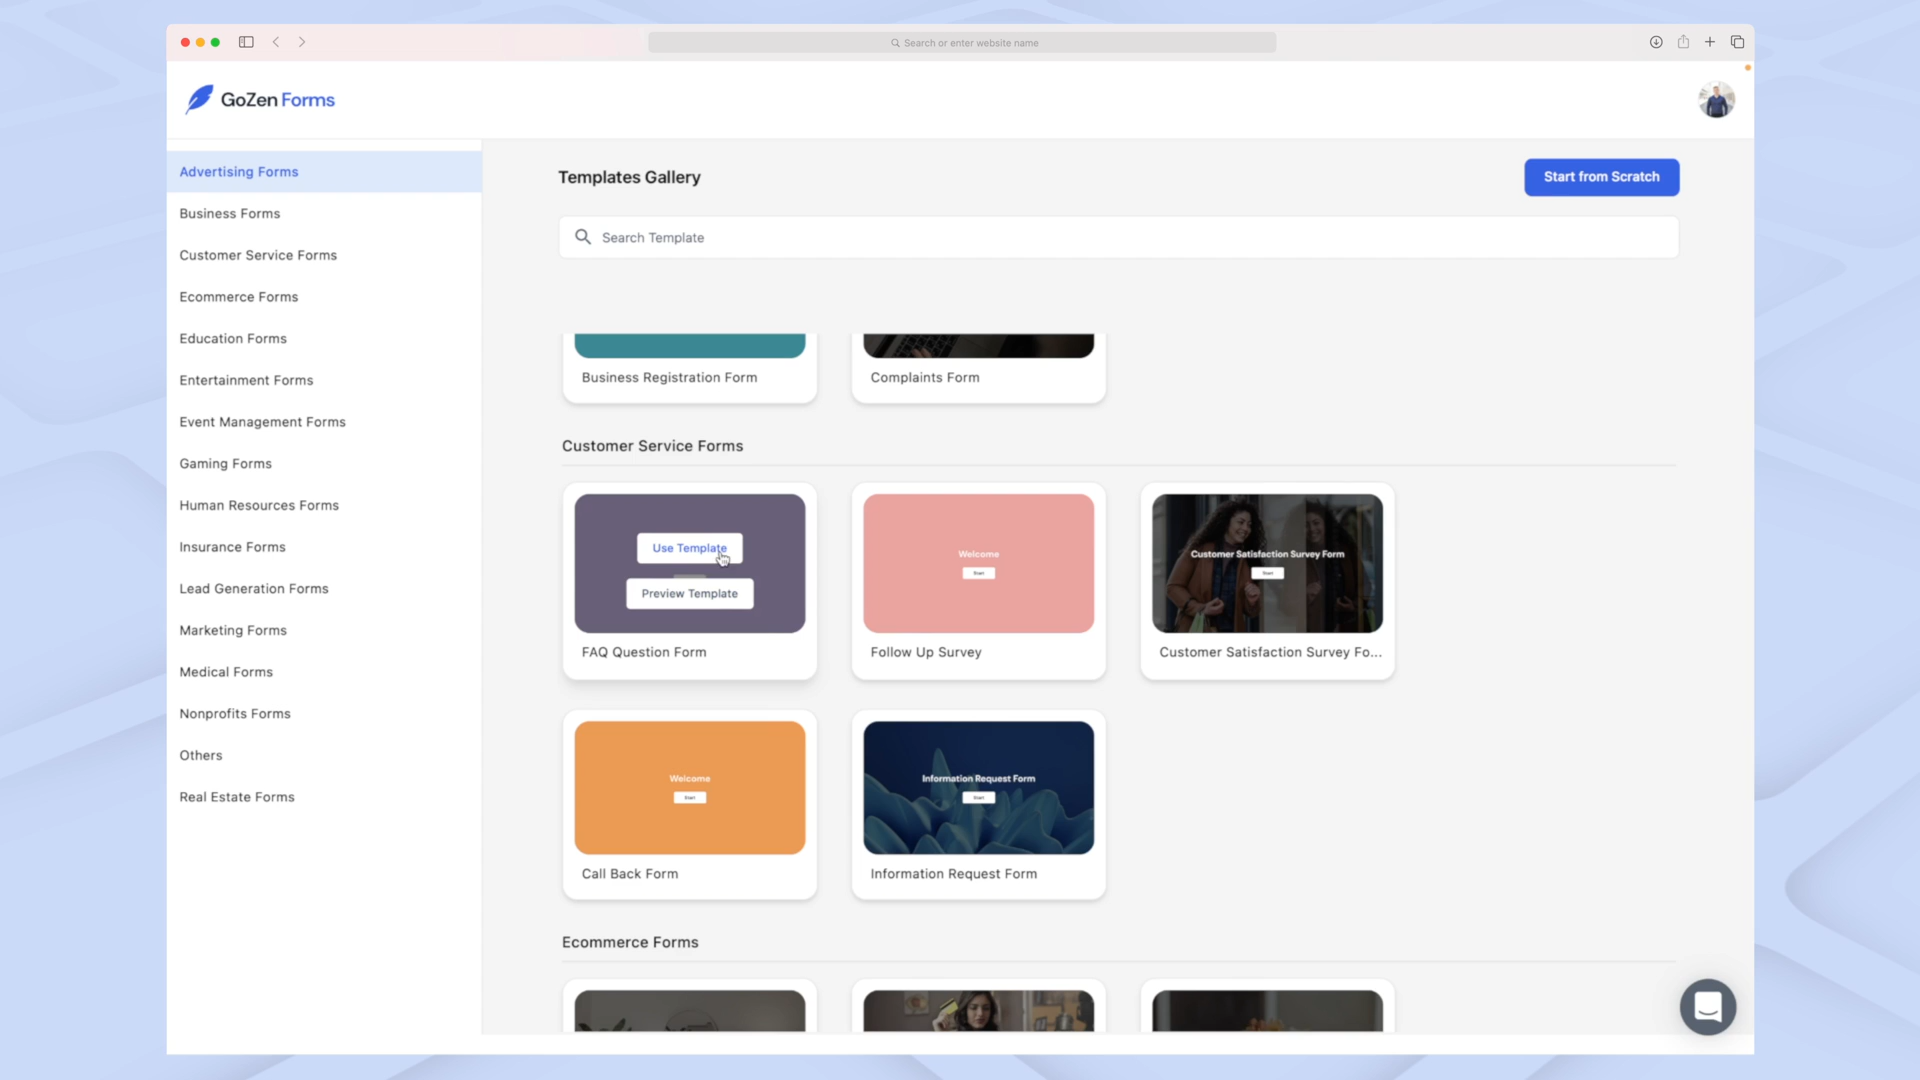 Search or enter website name
GoZen Forms
Advertising Forms
Business Forms
Customer Service Forms
Ecommerce Forms
Education Forms
Entertainment Forms
Event Management Forms
Gaming Forms
Human Resources Forms
Insurance Forms
Lead Generation Forms
Marketing Forms
Medical Forms
Nonprofits Forms
Others
Real Estate Forms
Templates Gallery
Start from Scratch
Search Template
Business Registration Form
Complaints Form
Customer Service Forms
Use Template
Preview Template
FAQ Question Form
Welcome
Start
Follow Up Survey
Customer Satisfaction Survey Form
Start
Customer Satisfaction Survey Fo...
Welcome
Start
Call Back Form
Information Request Form
Start
Information Request Form
Ecommerce Forms